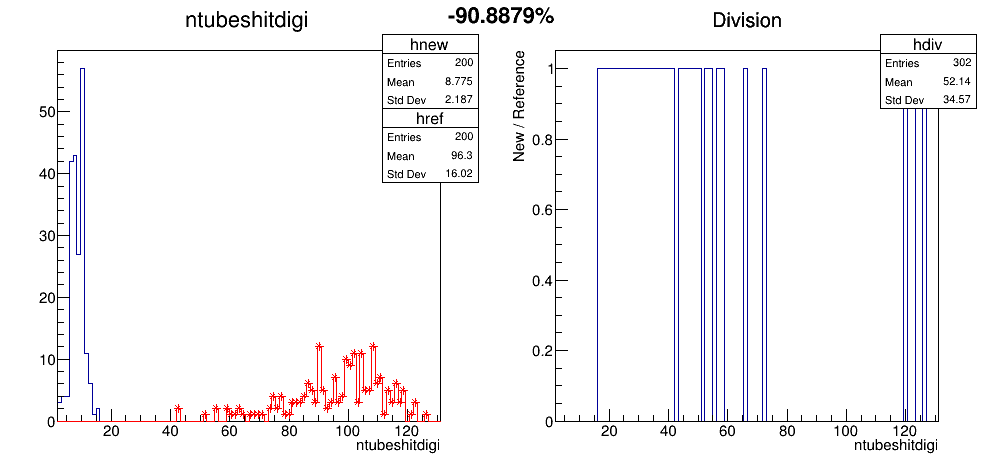 -90.8879%
ntubeshitdigi
hnew
Entries 200
Mean 8.775
Std Dev 2.187
href
Entries 200
Mean 96.3
Std Dev 16.02
50
40
30
20
10
0
20 40 60 80 100 120
ntubeshitdigi
Division
hdiv
Entries 302
Mean 52.14
Std Dev 34.57
New / Reference
1
0.8
0.6
0.4
0.2
0
20 40 60 80 100 120
ntubeshitdigi